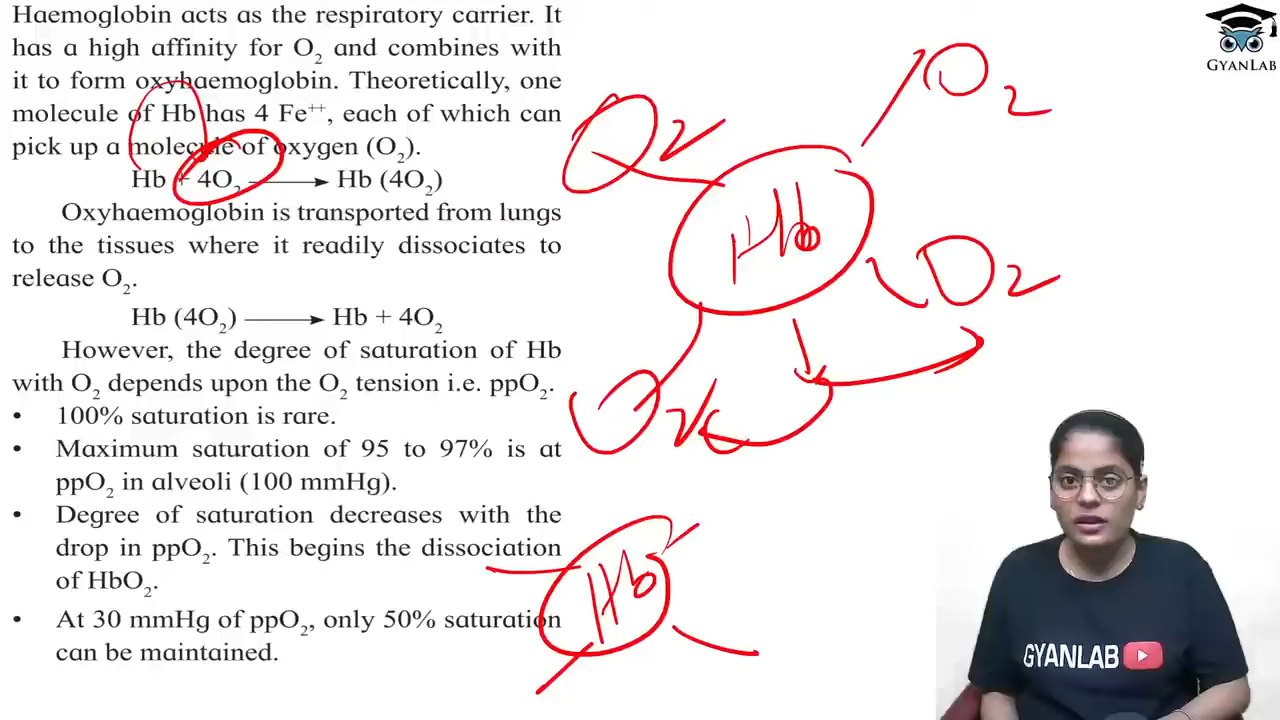 Haemoglobin acts as the respiratory carrier. It
has a high affinity for O₂ and combines with
it to form oxyhaemoglobin. Theoretically, one
molecule of Hb has 4 Fe⁺⁺, each of which can
pick up a molecule of oxygen (O₂).
Hb + 4O₂ ⟶ Hb (4O₂)
Oxyhaemoglobin is transported from lungs
to the tissues where it readily dissociates to
release O₂.
Hb (4O₂) ⟶ Hb + 4O₂
However, the degree of saturation of Hb
with O₂ depends upon the O₂ tension i.e. ppO₂.
• 100% saturation is rare.
• Maximum saturation of 95 to 97% is at
ppO₂ in alveoli (100 mmHg).
• Degree of saturation decreases with the
drop in ppO₂. This begins the dissociation
of HbO₂.
• At 30 mmHg of ppO₂, only 50% saturation
can be maintained.
O₂
O₂
Hb
O₂
O₂
Hb
GYANLAB
GYANLAB